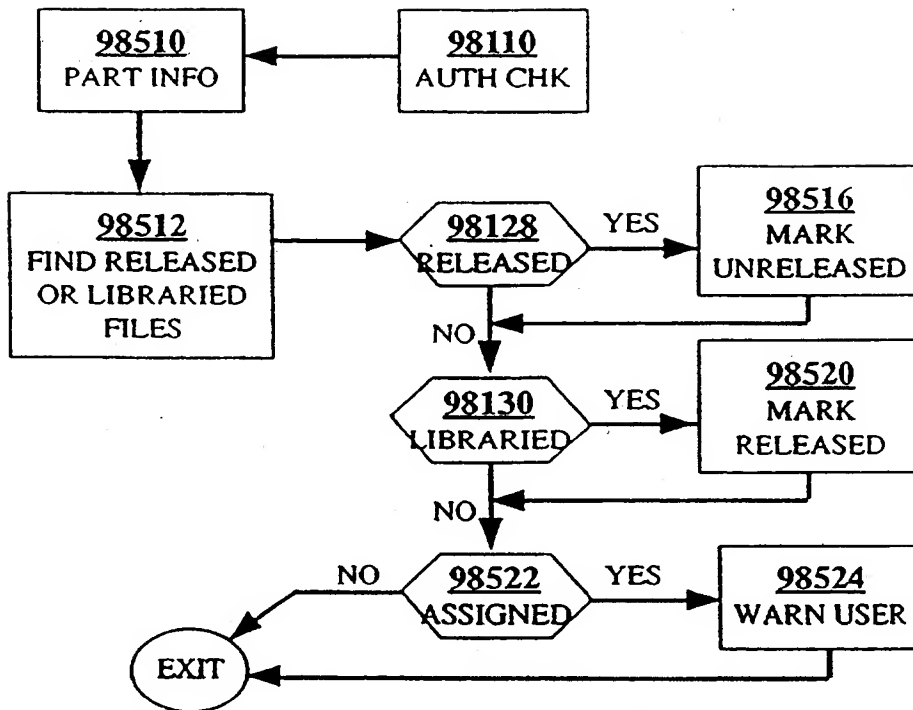 98510
PART INFO
98110
AUTH CHK
98512
FIND RELEASED
OR LIBRARIED
FILES
98128
RELEASED
YES
98516
MARK
UNRELEASED
NO
98130
LIBRARIED
YES
98520
MARK
RELEASED
NO
98522
ASSIGNED
NO
YES
98524
WARN USER
EXIT